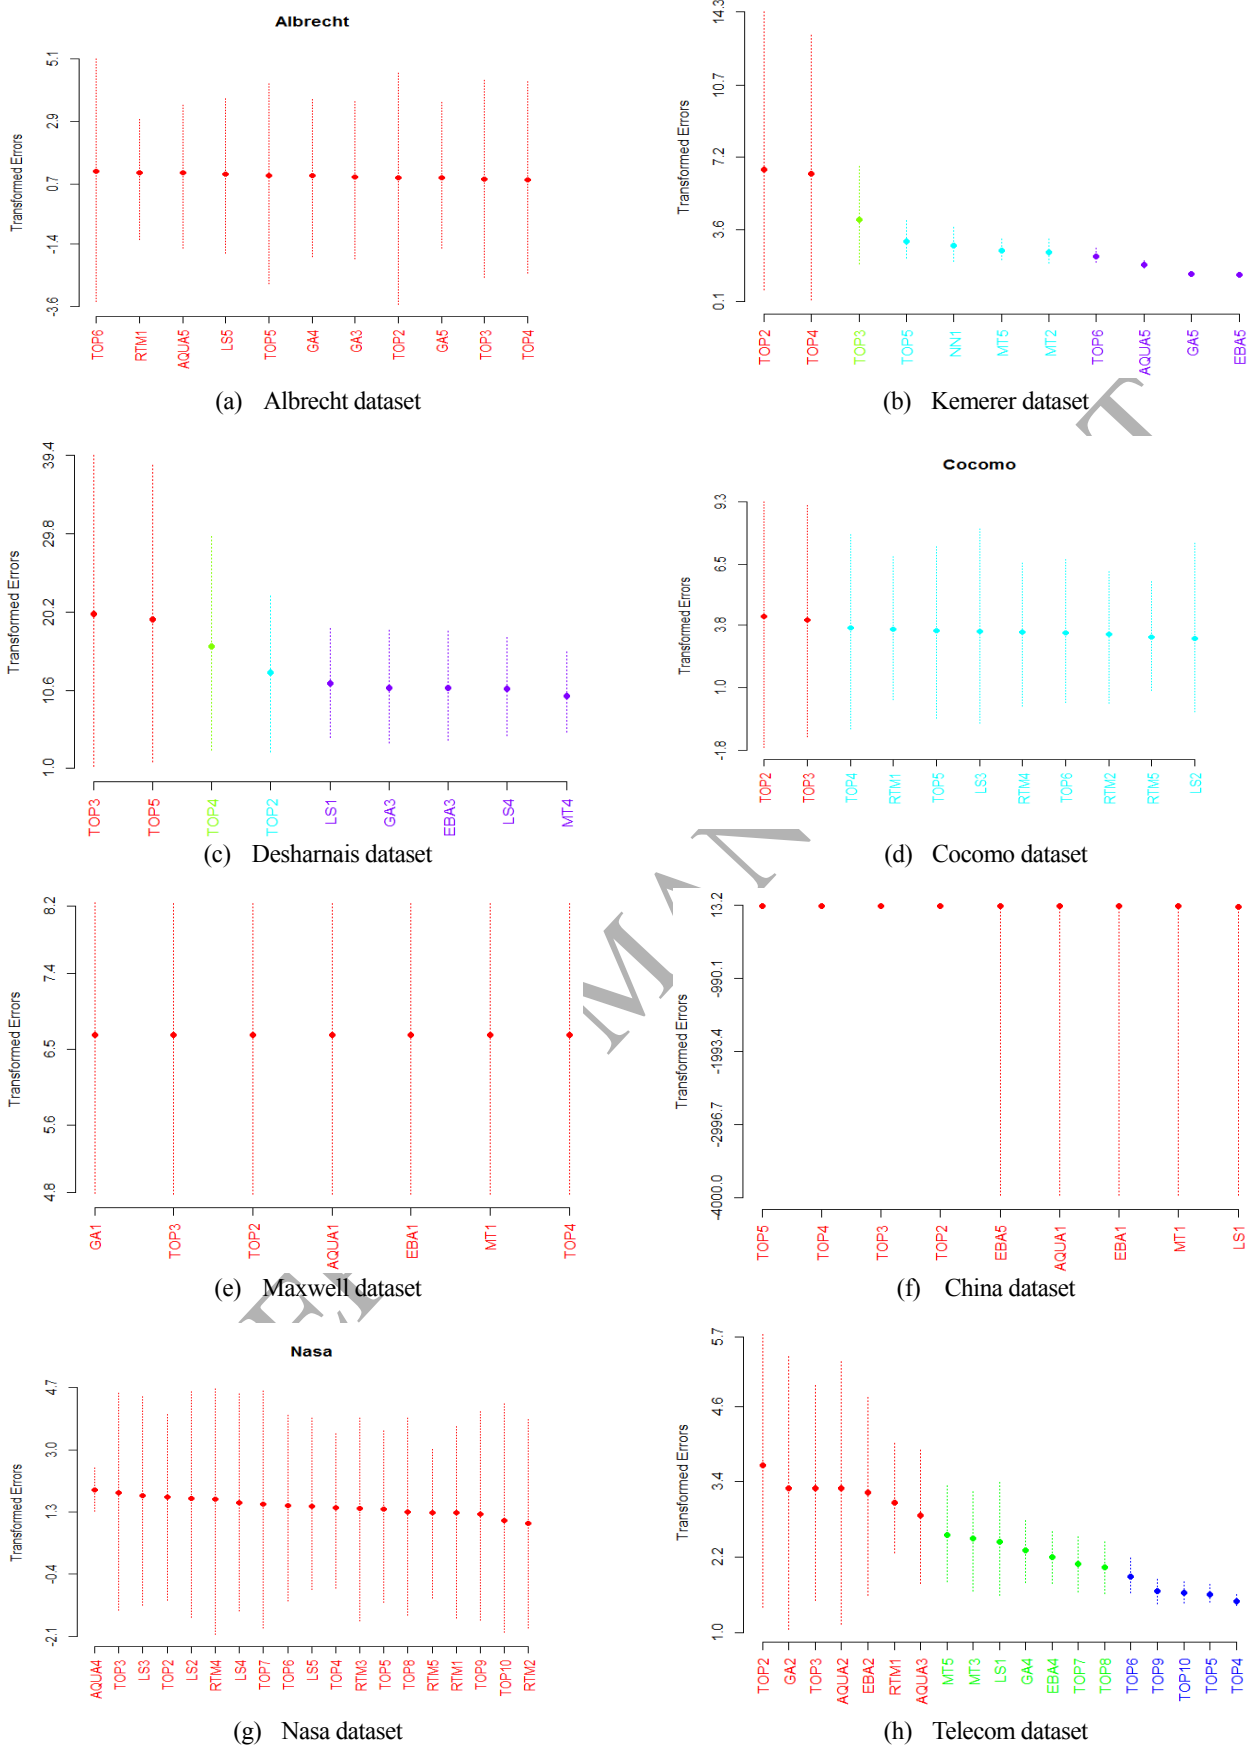 Albrecht
Transformed Errors
5.1
2.9
0.7
-1.4
-3.6
TOP6 RTM1 AQUA5 LS5 TOP5 GA4 GA3 TOP2 GA5 TOP3 TOP4
(a) Albrecht dataset
Transformed Errors
14.3
10.7
7.2
3.6
0.1
TOP2 TOP4 TOP3 TOP5 NN1 MT5 MT2 TOP6 AQUA5 GA5 EBA5
(b) Kemerer dataset
Transformed Errors
39.4
29.8
20.2
10.6
1.0
TOP3 TOP5 TOP4 TOP2 LS1 GA3 EBA3 LS4 MT4
(c) Desharnais dataset
Cocomo
Transformed Errors
9.3
6.5
3.8
1.0
-1.8
TOP2 TOP3 TOP4 RTM1 TOP5 LS3 RTM4 TOP6 RTM2 RTM5 LS2
(d) Cocomo dataset
Transformed Errors
8.2
7.4
6.5
5.6
4.8
GA1 TOP3 TOP2 AQUA1 EBA1 MT1 TOP4
(e) Maxwell dataset
Transformed Errors
13.2
-990.1
-1993.4
-2996.7
-4000.0
TOP5 TOP4 TOP3 TOP2 EBA5 AQUA1 EBA1 MT1 LS1
(f) China dataset
Nasa
Transformed Errors
4.7
3.0
1.3
-0.4
-2.1
AQUA4 TOP3 LS3 TOP2 LS2 RTM4 LS4 TOP7 TOP6 LS5 TOP4 RTM3 TOP5 TOP8 RTM5 RTM1 TOP9 TOP10 RTM2
(g) Nasa dataset
Transformed Errors
5.7
4.6
3.4
2.2
1.0
TOP2 GA2 TOP3 AQUA2 EBA2 RTM1 AQUA3 MT5 MT3 LS1 GA4 EBA4 TOP7 TOP8 TOP6 TOP9 TOP10 TOP5 TOP4
(h) Telecom dataset